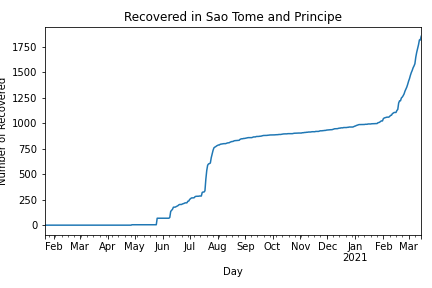 Recovered in Sao Tome and Principe
Number of Recovered
1750
1500
1250
1000
750
500
250
0
Feb Mar Apr May Jun Jul Aug Sep Oct Nov Dec Jan Feb Mar
2021
Day